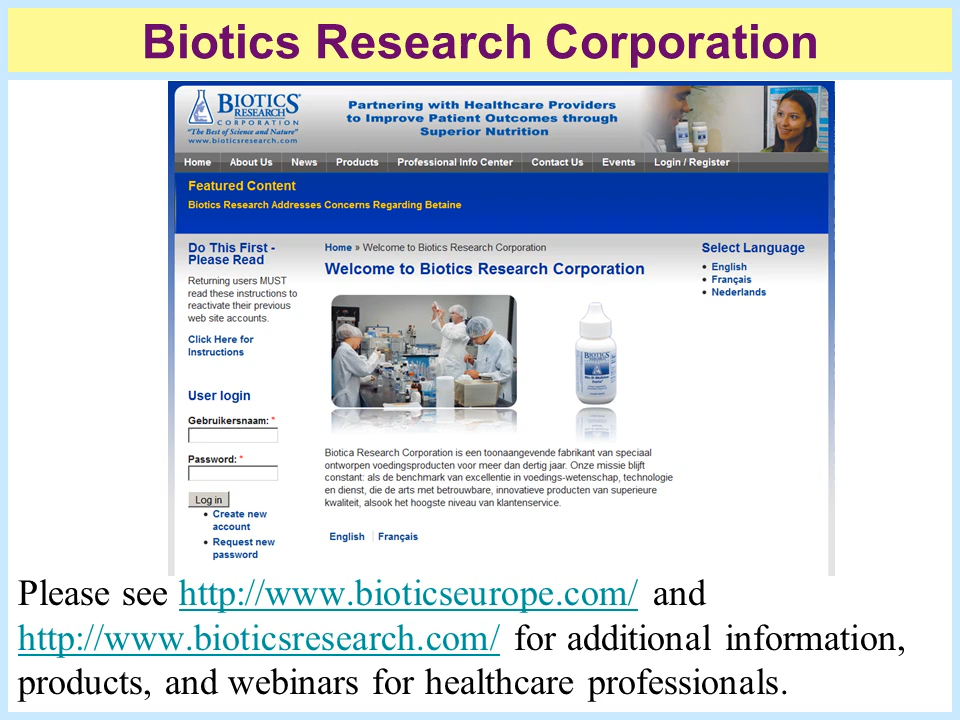 Biotics Research Corporation
BIOTICS
RESEARCH
CORPORATION
"The Best of Science and Nature"
www.bioticsresearch.com
Partnering with Healthcare Providers
to Improve Patient Outcomes through
Superior Nutrition
Home About Us News Products Professional Info Center Contact Us Events Login / Register
Featured Content
Biotics Research Addresses Concerns Regarding Betaine
Do This First -
Please Read
Returning users MUST
read these instructions to
reactivate their previous
web site accounts.
Click Here for
Instructions
User login
Gebruikersnaam: *
Password: *
Log in
Create new
account
Request new
password
Home » Welcome to Biotics Research Corporation
Welcome to Biotics Research Corporation
BIOTICS
RESEARCH
Biotica Research Corporation is een toonaangevende fabrikant van speciaal
ontworpen voedingsproducten voor meer dan dertig jaar. Onze missie blijft
constant: als de benchmark van excellentie in voedings-wetenschap, technologie
en dienst, die de arts met betrouwbare, innovatieve producten van superieure
kwaliteit, alsook het hoogste niveau van klantenservice.
English Français
Select Language
English
Français
Nederlands
Please see http://www.bioticseurope.com/ and
http://www.bioticsresearch.com/ for additional information,
products, and webinars for healthcare professionals.